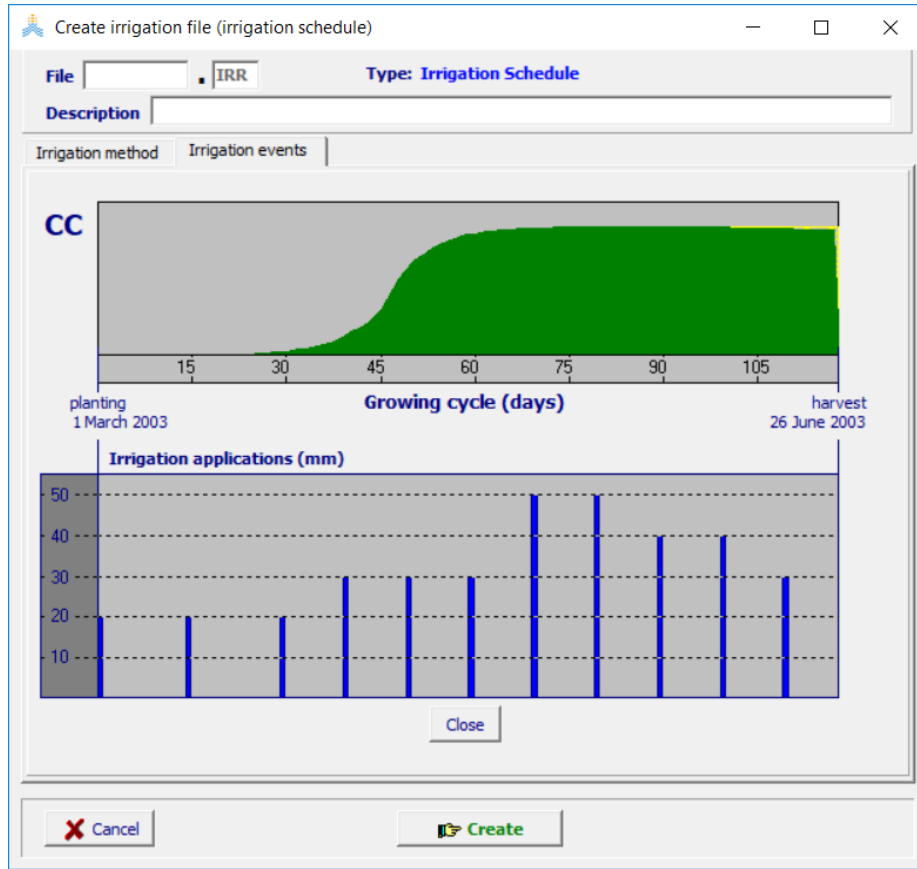 Create irrigation file (irrigation schedule)
File . IRR Type: Irrigation Schedule
Description
Irrigation method Irrigation events
CC
15 30 45 60 75 90 105
planting Growing cycle (days) harvest
1 March 2003 26 June 2003
Irrigation applications (mm)
50
40
30
20
10
Close
Cancel Create